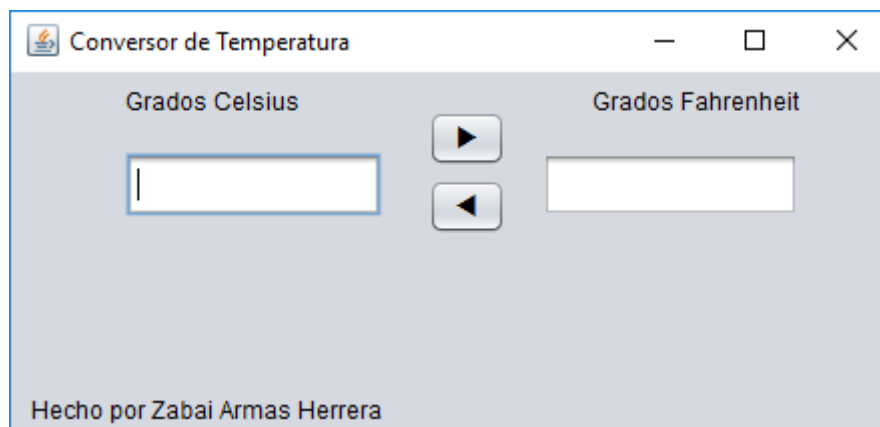 Conversor de Temperatura
Grados Celsius
Grados Fahrenheit
Hecho por Zabai Armas Herrera